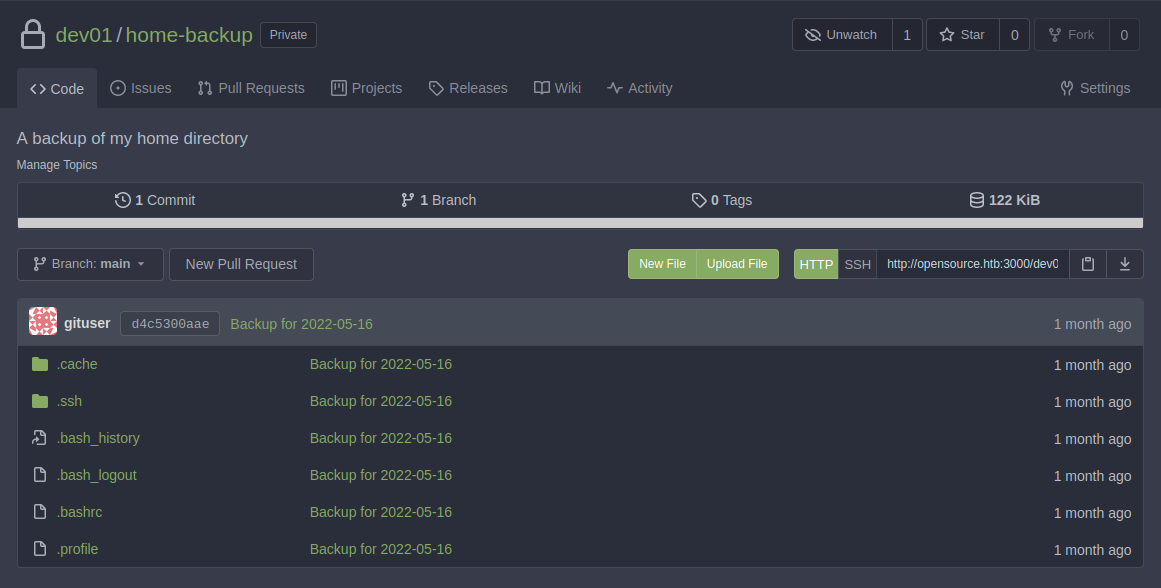 dev01 / home-backup Private Unwatch 1 Star 0 Fork 0
Code Issues Pull Requests Projects Releases Wiki Activity Settings
A backup of my home directory
Manage Topics
1 Commit 1 Branch 0 Tags 122 KiB
Branch: main New Pull Request New File Upload File HTTP SSH http://opensource.htb:3000/dev0
gituser d4c5300aae Backup for 2022-05-16 1 month ago
.cache Backup for 2022-05-16 1 month ago
.ssh Backup for 2022-05-16 1 month ago
.bash_history Backup for 2022-05-16 1 month ago
.bash_logout Backup for 2022-05-16 1 month ago
.bashrc Backup for 2022-05-16 1 month ago
.profile Backup for 2022-05-16 1 month ago